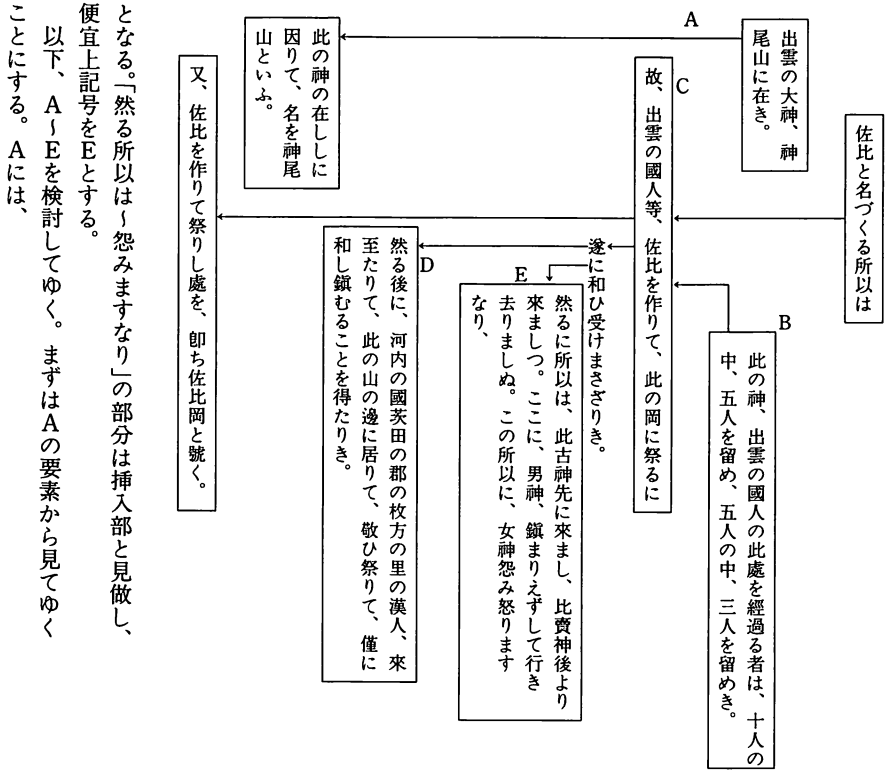 佐比と名づくる所以は
A
出雲の大神、神
尾山に在き。
B
此の神、出雲の國人の此處を經過る者は、十人の
中、五人を留め、五人の中、三人を留めき。
C
故、出雲の國人等、佐比を作りて、此の岡に祭るに
遂に和ひ受けまさざりき。
E
然るに所以は、此古神先に來まし、比賣神後より
來ましつ。ここに、男神、鎭まりえずして行き
去りましぬ。この所以に、女神怨み怒ります
なり、
D
然る後に、河内の國茨田の郡の枚方の里の漢人、來
至たりて、此の山の邊に居りて、敬ひ祭りて、僅に
和し鎭むることを得たりき。
此の神の在ししに
因りて、名を神尾
山といふ。
又、佐比を作りて祭りし處を、卽ち佐比岡と號く。
となる。「然る所以は〜怨みますなり」の部分は挿入部と見做し、
便宜上記号をEとする。
以下、A〜Eを検討してゆく。まずはAの要素から見てゆく
ことにする。Aには、